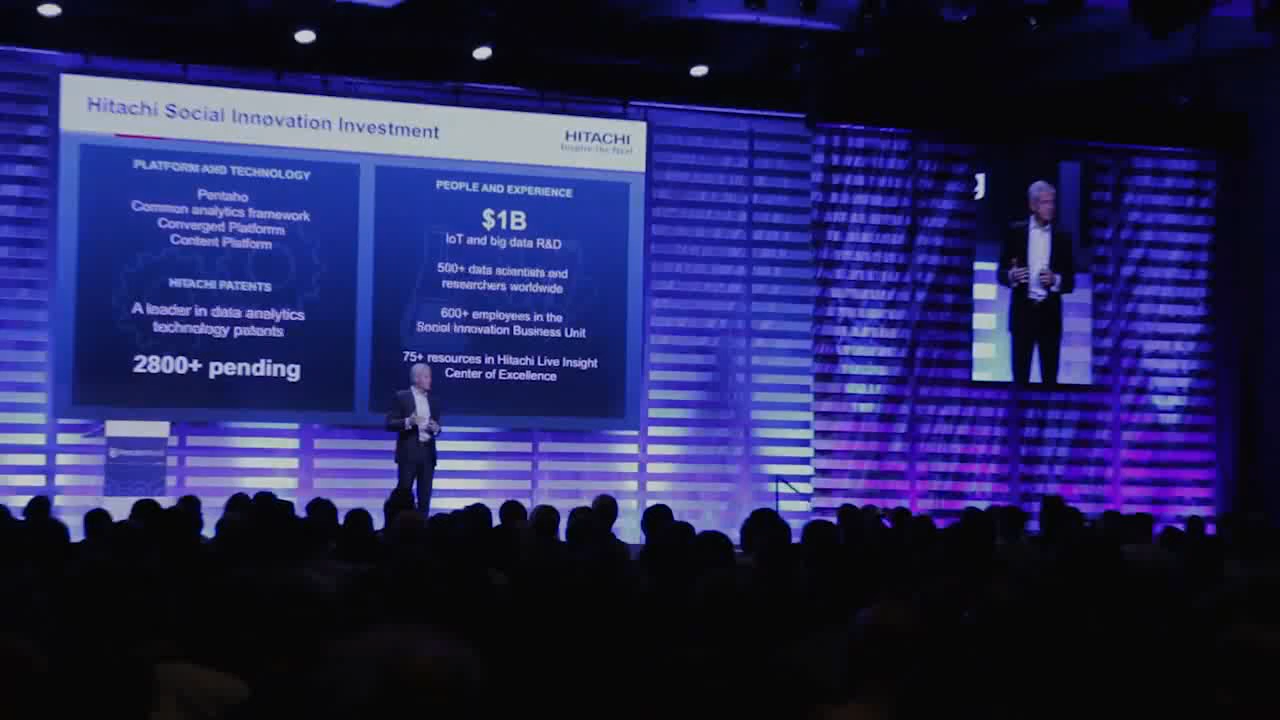 Hitachi Social Innovation Investment
HITACHI
Inspire the Next
PLATFORM AND TECHNOLOGY
Pentaho
Common analytics framework
Converged Platforms
Content Platform
HITACHI PATENTS
A leader in data analytics
technology patents
2800+ pending
PEOPLE AND EXPERIENCE
$1B
IoT and big data R&D
500+ data scientists and
researchers worldwide
600+ employees in the
Social Innovation Business Unit
75+ resources in Hitachi Live Insight
Center of Excellence
g